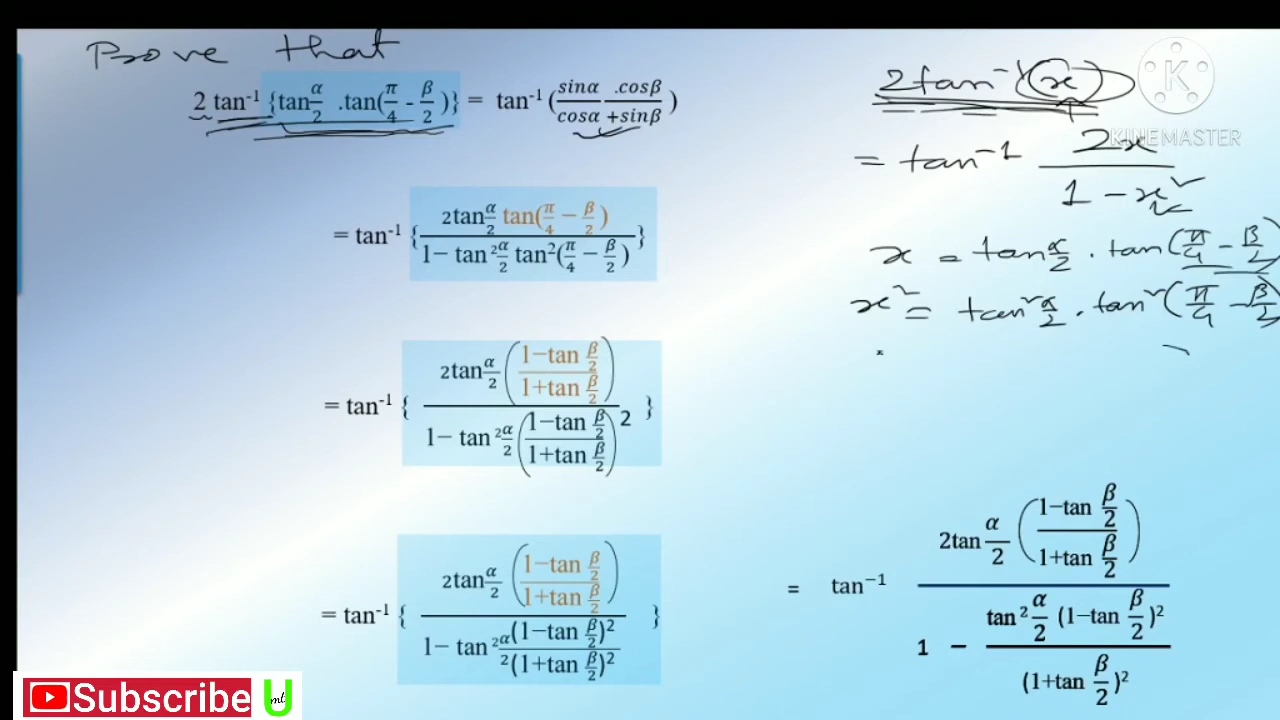 Prove that
2 tan⁻¹ {tan α/2 .tan(π/4 - β/2)} = tan⁻¹ (sinα .cosβ / cosα +sinβ)
= tan⁻¹ { 2tan α/2 tan(π/4 − β/2) / 1− tan² α/2 tan²(π/4 − β/2) }
= tan⁻¹ { 2tan α/2 (1−tan β/2 / 1+tan β/2) / 1− tan² α/2 (1−tan β/2 / 1+tan β/2)² }
= tan⁻¹ { 2tan α/2 (1−tan β/2 / 1+tan β/2) / 1− tan² α/2 (1−tan β/2)² / (1+tan β/2)² }
2tan⁻¹(x)
= tan⁻¹ 2x / 1 − x²
x = tan α/2 . tan(π/4 − β/2
x² = tan² α/2 . tan² (π/4 − β/2
= tan⁻¹ 2tan α/2 (1−tan β/2 / 1+tan β/2) / 1 − tan² α/2 (1−tan β/2)² / (1+tan β/2)²
K
KINEMASTER
Subscribe
U
mt